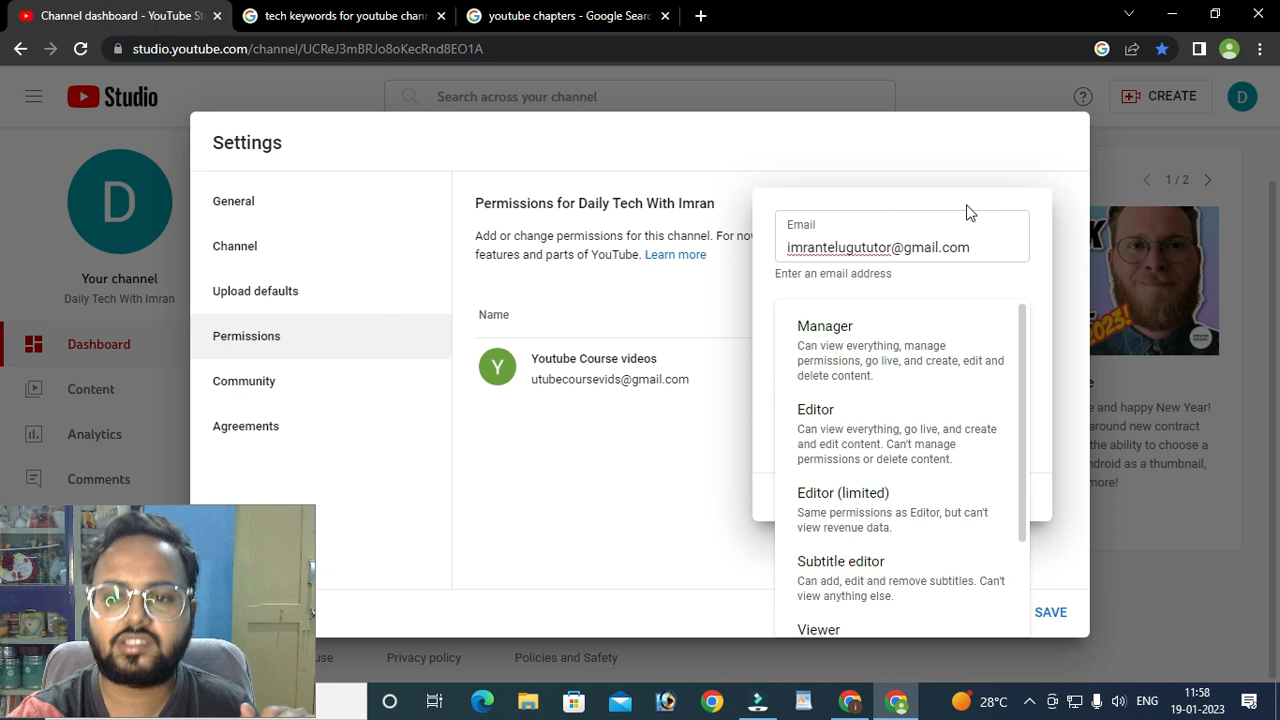 Channel dashboard - YouTube St
tech keywords for youtube chan
youtube chapters - Google Searc
studio.youtube.com/channel/UCReJ3mBRJo8oKecRnd8EO1A
Studio
Search across your channel
CREATE
D
Settings
D
Your channel
Daily Tech With Imran
Dashboard
Content
Analytics
Comments
General
Channel
Upload defaults
Permissions
Community
Agreements
Permissions for Daily Tech With Imran
Add or change permissions for this channel. For now
features and parts of YouTube. Learn more
Name
Y
Youtube Course videos
utubecoursevids@gmail.com
Email
imrantelugututor@gmail.com
Enter an email address
Manager
Can view everything, manage
permissions, go live, and create, edit and
delete content.
Editor
Can view everything, go live, and create
and edit content. Can't manage
permissions or delete content.
Editor (limited)
Same permissions as Editor, but can't
view revenue data.
Subtitle editor
Can add, edit and remove subtitles. Can't
view anything else.
Viewer
SAVE
1 / 2
K
2023!
e
e and happy New Year!
around new contract
the ability to choose a
ndroid as a thumbnail,
more!
use
Privacy policy
Policies and Safety
28°C
ENG
11:58
19-01-2023